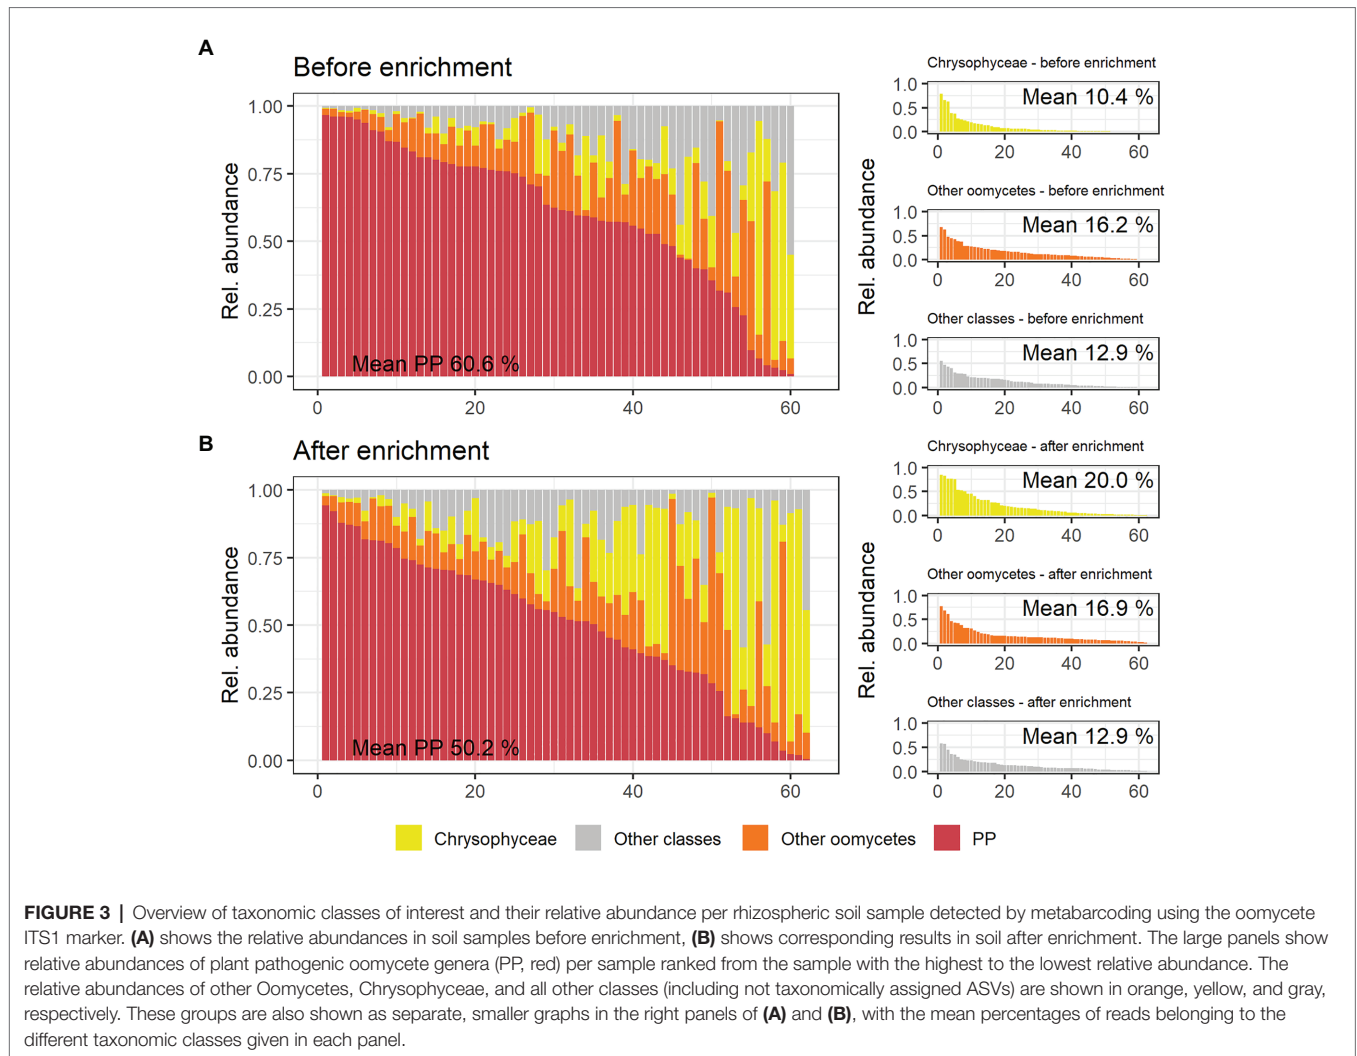 A
Before enrichment
Rel. abundance
1.00
0.75
0.50
0.25
0.00
Mean PP 60.6 %
0 20 40 60
Chrysophyceae - before enrichment
1.0
0.5
0.0
Mean 10.4 %
0 20 40 60
Rel. abundance
Other oomycetes - before enrichment
1.0
0.5
0.0
Mean 16.2 %
0 20 40 60
Other classes - before enrichment
1.0
0.5
0.0
Mean 12.9 %
0 20 40 60
B
After enrichment
Rel. abundance
1.00
0.75
0.50
0.25
0.00
Mean PP 50.2 %
0 20 40 60
Chrysophyceae - after enrichment
1.0
0.5
0.0
Mean 20.0 %
0 20 40 60
Rel. abundance
Other oomycetes - after enrichment
1.0
0.5
0.0
Mean 16.9 %
0 20 40 60
Other classes - after enrichment
1.0
0.5
0.0
Mean 12.9 %
0 20 40 60
Chrysophyceae Other classes Other oomycetes PP
FIGURE 3 | Overview of taxonomic classes of interest and their relative abundance per rhizospheric soil sample detected by metabarcoding using the oomycete
ITS1 marker. (A) shows the relative abundances in soil samples before enrichment, (B) shows corresponding results in soil after enrichment. The large panels show
relative abundances of plant pathogenic oomycete genera (PP, red) per sample ranked from the sample with the highest to the lowest relative abundance. The
relative abundances of other Oomycetes, Chrysophyceae, and all other classes (including not taxonomically assigned ASVs) are shown in orange, yellow, and gray,
respectively. These groups are also shown as separate, smaller graphs in the right panels of (A) and (B), with the mean percentages of reads belonging to the
different taxonomic classes given in each panel.